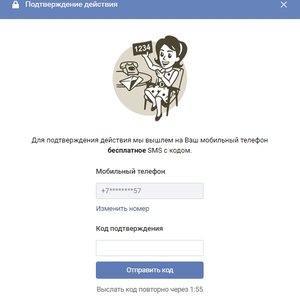 Подтверждение действия
1234
Для подтверждения действия мы вышлем на Ваш мобильный телефон
бесплатное SMS с кодом.
Мобильный телефон
+7********57
Изменить номер
Код подтверждения
Отправить код
Выслать код повторно через 1:55